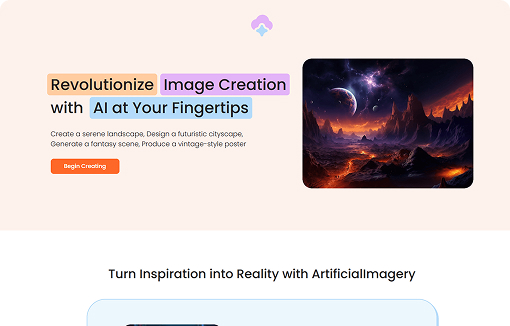 Revolutionize Image Creation
with AI at Your Fingertips
Create a serene landscape, Design a futuristic cityscape,
Generate a fantasy scene, Produce a vintage-style poster
Begin Creating
Turn Inspiration into Reality with ArtificialImagery